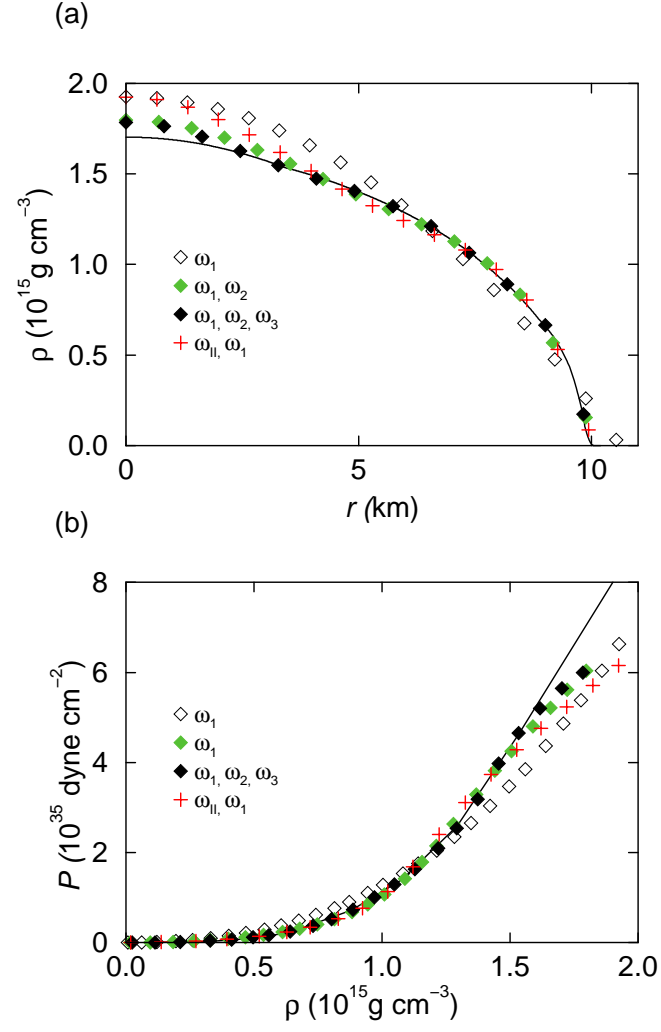 (a)
2.0
1.5
1.0
0.5
0.0
ρ (10¹⁵g cm⁻³)
ω₁
ω₁, ω₂
ω₁, ω₂, ω₃
ω_II, ω₁
0 5 10
r (km)
(b)
8
6
4
2
0
P (10³⁵ dyne cm⁻²)
ω₁
ω₁
ω₁, ω₂, ω₃
ω_II, ω₁
0.0 0.5 1.0 1.5 2.0
ρ (10¹⁵g cm⁻³)